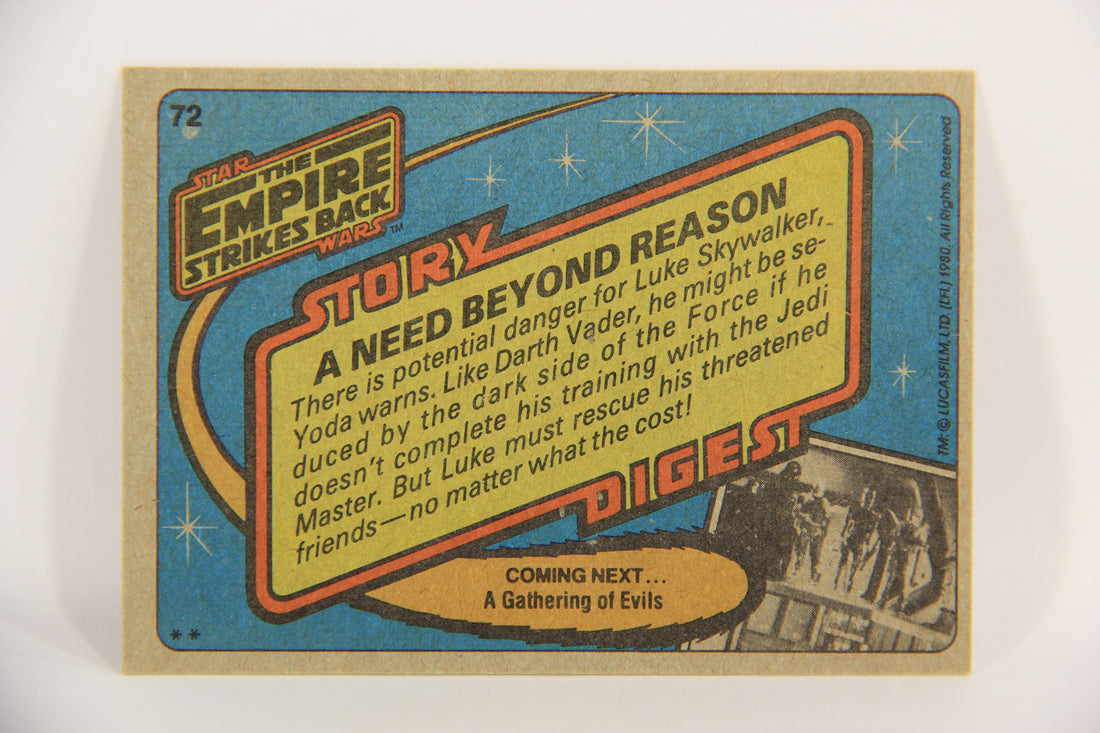 72
STAR
THE
EMPIRE
STRIKES BACK
WARS™
STORY
A NEED BEYOND REASON
There is potential danger for Luke Skywalker,
Yoda warns. Like Darth Vader, he might be se-
duced by the dark side of the Force if he
doesn't complete his training with the Jedi
Master. But Luke must rescue his threatened
friends—no matter what the cost!
DIGEST
COMING NEXT...
A Gathering of Evils
**
TM: © LUCASFILM, LTD. (LFL) 1980, All Rights Reserved